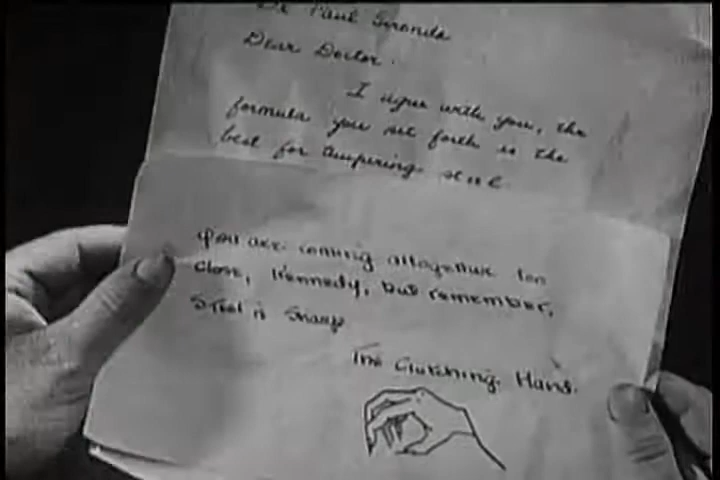 Dr Paul Gironda
Dear Doctor.
I agree with you, the
formula you set forth is the
best for tempering steel.
You are coming altogether too
close, Kennedy, but remember,
Steel is Sharp
The Clutching Hand.